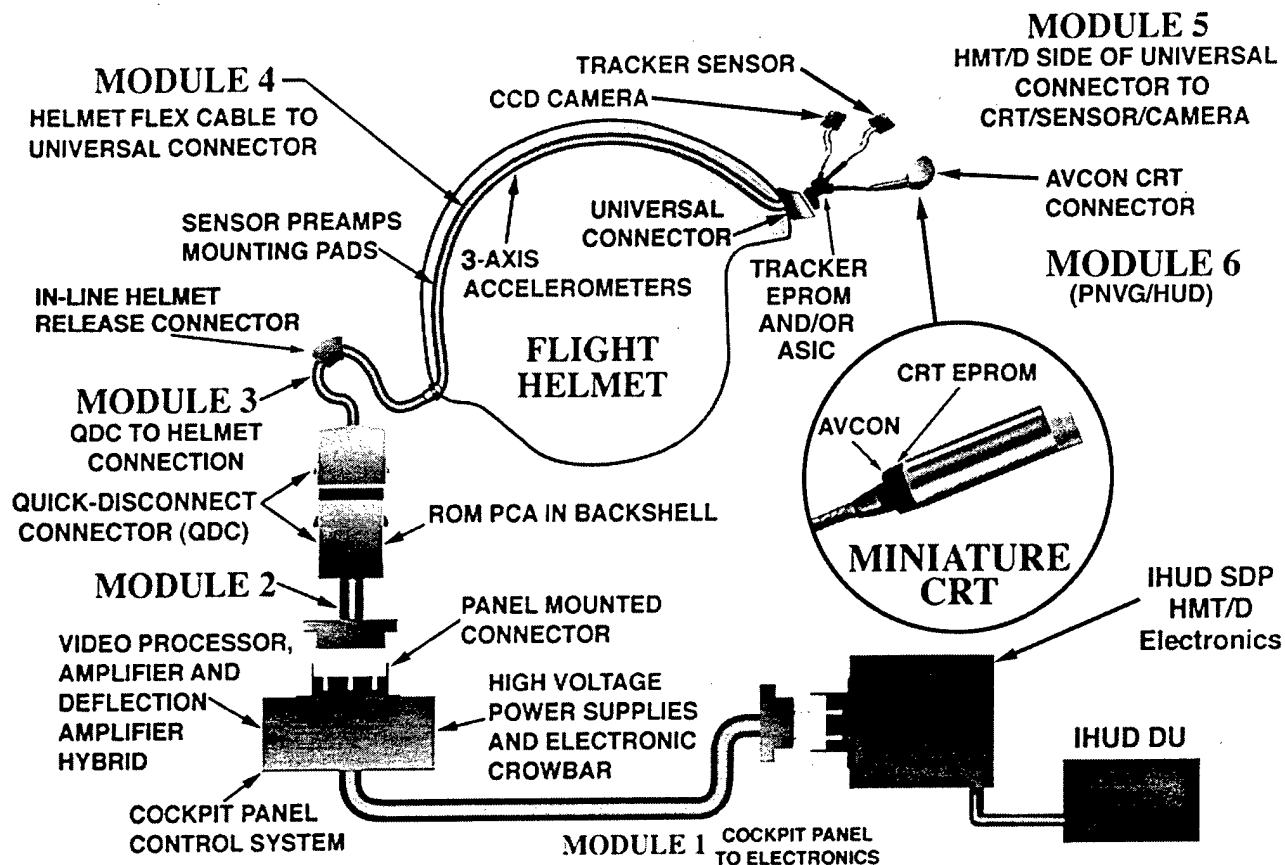 MODULE 4
HELMET FLEX CABLE TO
UNIVERSAL CONNECTOR
TRACKER SENSOR
CCD CAMERA
MODULE 5
HMT/D SIDE OF UNIVERSAL
CONNECTOR TO
CRT/SENSOR/CAMERA
SENSOR PREAMPS
MOUNTING PADS
3-AXIS
ACCELEROMETERS
UNIVERSAL
CONNECTOR
AVCON CRT
CONNECTOR
TRACKER
EPROM
AND/OR
ASIC
MODULE 6
(PNVG/HUD)
IN-LINE HELMET
RELEASE CONNECTOR
FLIGHT
HELMET
MODULE 3
QDC TO HELMET
CONNECTION
CRT EPROM
AVCON
MINIATURE
CRT
QUICK-DISCONNECT
CONNECTOR (QDC)
ROM PCA IN BACKSHELL
MODULE 2
PANEL MOUNTED
CONNECTOR
IHUD SDP
HMT/D
Electronics
VIDEO PROCESSOR,
AMPLIFIER AND
DEFLECTION
AMPLIFIER
HYBRID
HIGH VOLTAGE
POWER SUPPLIES
AND ELECTRONIC
CROWBAR
IHUD DU
COCKPIT PANEL
CONTROL SYSTEM
MODULE 1 COCKPIT PANEL
TO ELECTRONICS